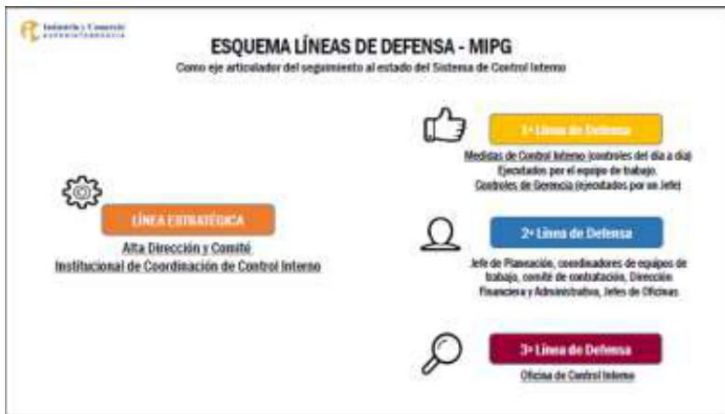 Industria y Comercio
SUPERINTENDENCIA
ESQUEMA LÍNEAS DE DEFENSA - MIPG
Como eje articulador del seguimiento al estado del Sistema de Control Interno
LÍNEA ESTRATÉGICA
Alta Dirección y Comité
Institucional de Coordinación de Control Interno
1ª Línea de Defensa
Medidas de Control Interno (controles del día a día)
Ejecutados por el equipo de trabajo.
Controles de Gerencia (ejecutados por un Jefe)
2ª Línea de Defensa
Jefe de Planeación, coordinadores de equipos de
trabajo, comité de contratación, Dirección
Financiera y Administrativa, Jefes de Oficinas
3ª Línea de Defensa
Oficina de Control Interno